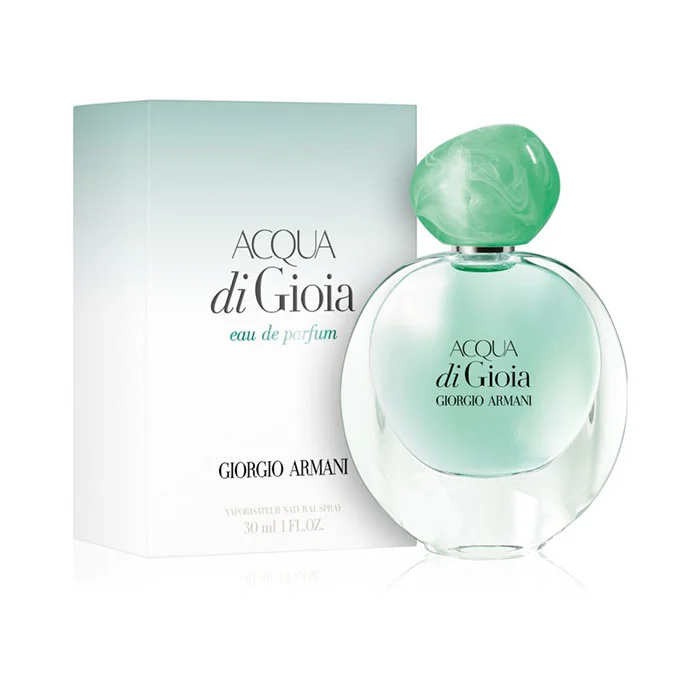 ACQUA
di Gioia
eau de parfum
GIORGIO ARMANI
VAPORISATEUR NATURAL SPRAY
30 ml 1 FL.OZ.
ACQUA
di Gioia
GIORGIO ARMANI